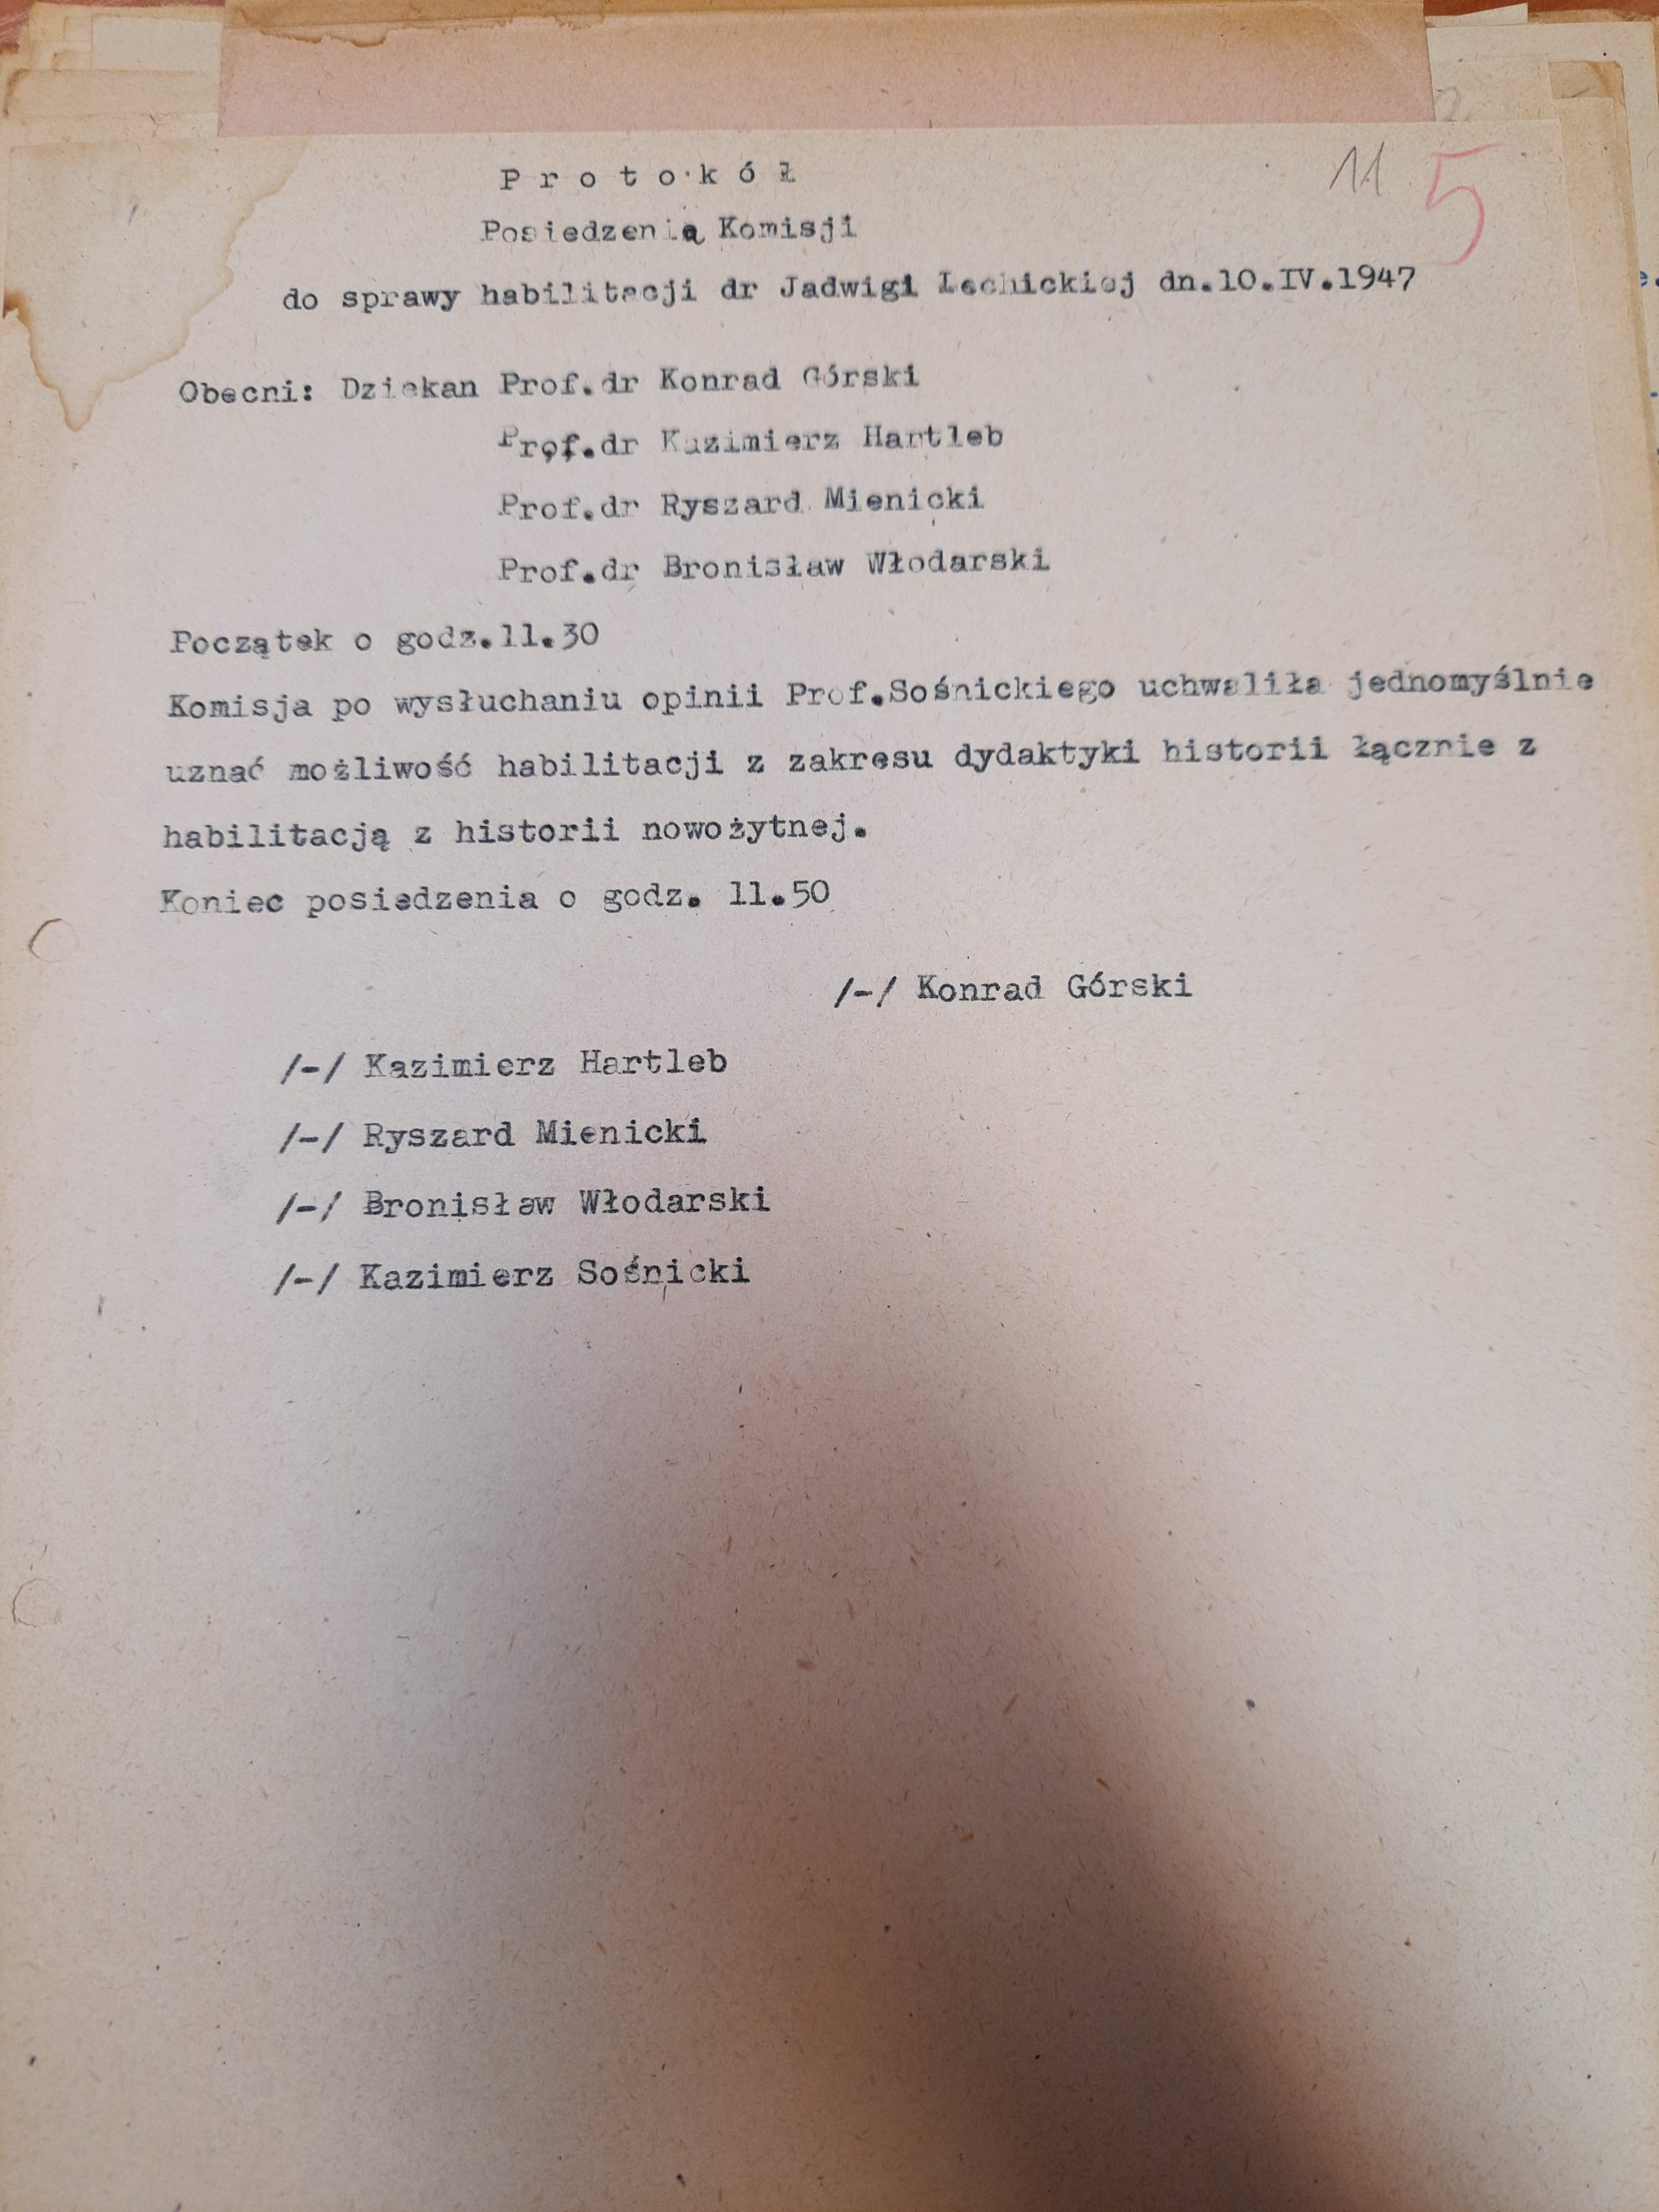 11 5
P r o t o k ó ł
Posiedzenia Komisji
do sprawy habilitacji dr Jadwigi Lechickiej dn.10.IV.1947
Obecni: Dziekan Prof.dr Konrad Górski
Prof.dr Kazimierz Hartleb
Prof.dr Ryszard Mienicki
Prof.dr Bronisław Włodarski
Początek o godz.11.30
Komisja po wysłuchaniu opinii Prof.Sośnickiego uchwaliła jednomyślnie
uznać możliwość habilitacji z zakresu dydaktyki historii łącznie z
habilitacją z historii nowożytnej.
Koniec posiedzenia o godz. 11.50
/-/ Konrad Górski
/-/ Kazimierz Hartleb
/-/ Ryszard Mienicki
/-/ Bronisław Włodarski
/-/ Kazimierz Sośnicki